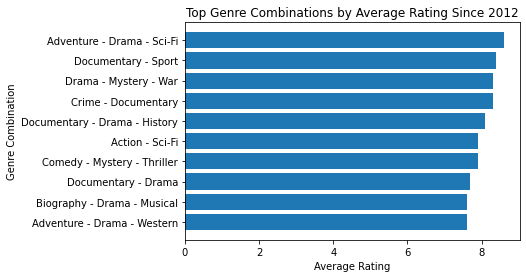 Top Genre Combinations by Average Rating Since 2012
Genre Combination
Adventure - Drama - Sci-Fi
Documentary - Sport
Drama - Mystery - War
Crime - Documentary
Documentary - Drama - History
Action - Sci-Fi
Comedy - Mystery - Thriller
Documentary - Drama
Biography - Drama - Musical
Adventure - Drama - Western
0 2 4 6 8
Average Rating